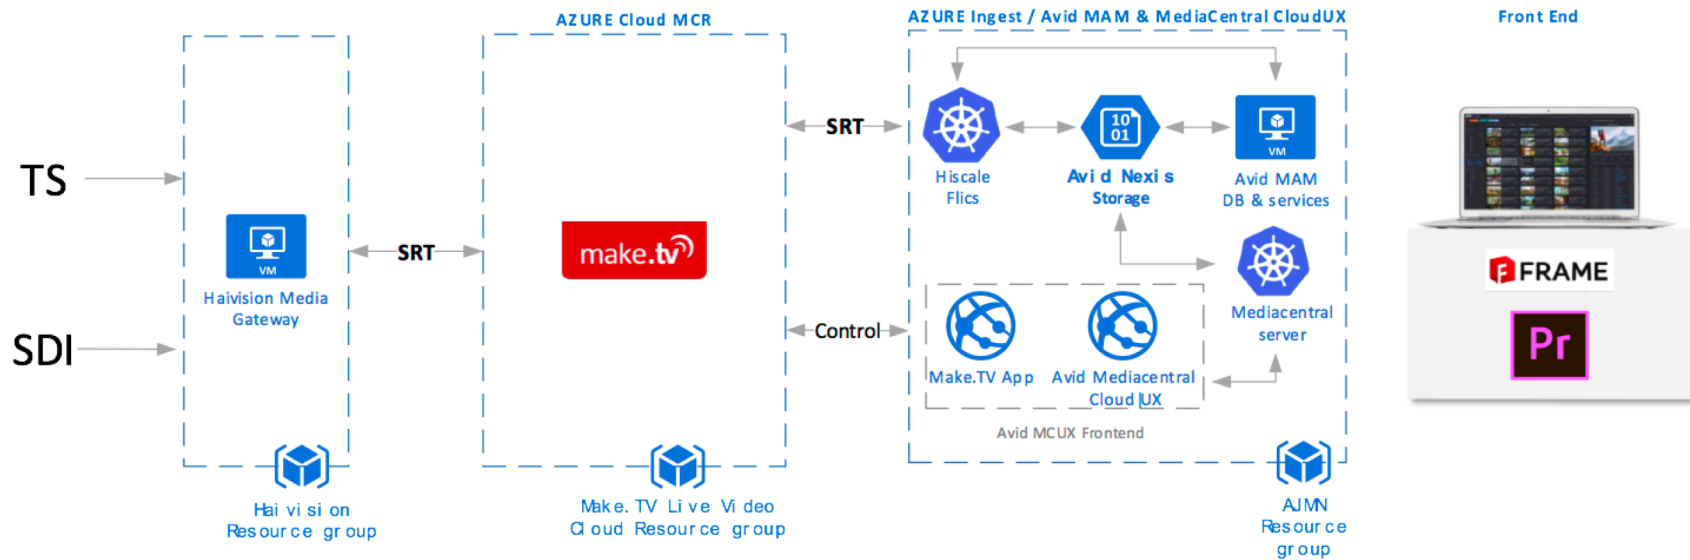 AZURE Cloud MCR
AZURE Ingest / Avid MAM & MediaCentral CloudUX
Front End
TS
SDI
VM
Haivision Media
Gateway
SRT
make.tv
SRT
Control
Hiscale
Flics
10
01
Avid Nexis
Storage
VM
Avid MAM
DB & services
Mediacentral
server
Make.TV App
Avid Mediacentral
Cloud UX
Avid MCUX Frontend
FRAME
Pr
Haivision
Resource group
Make.TV Live Video
Cloud Resource group
AJMN
Resource
group